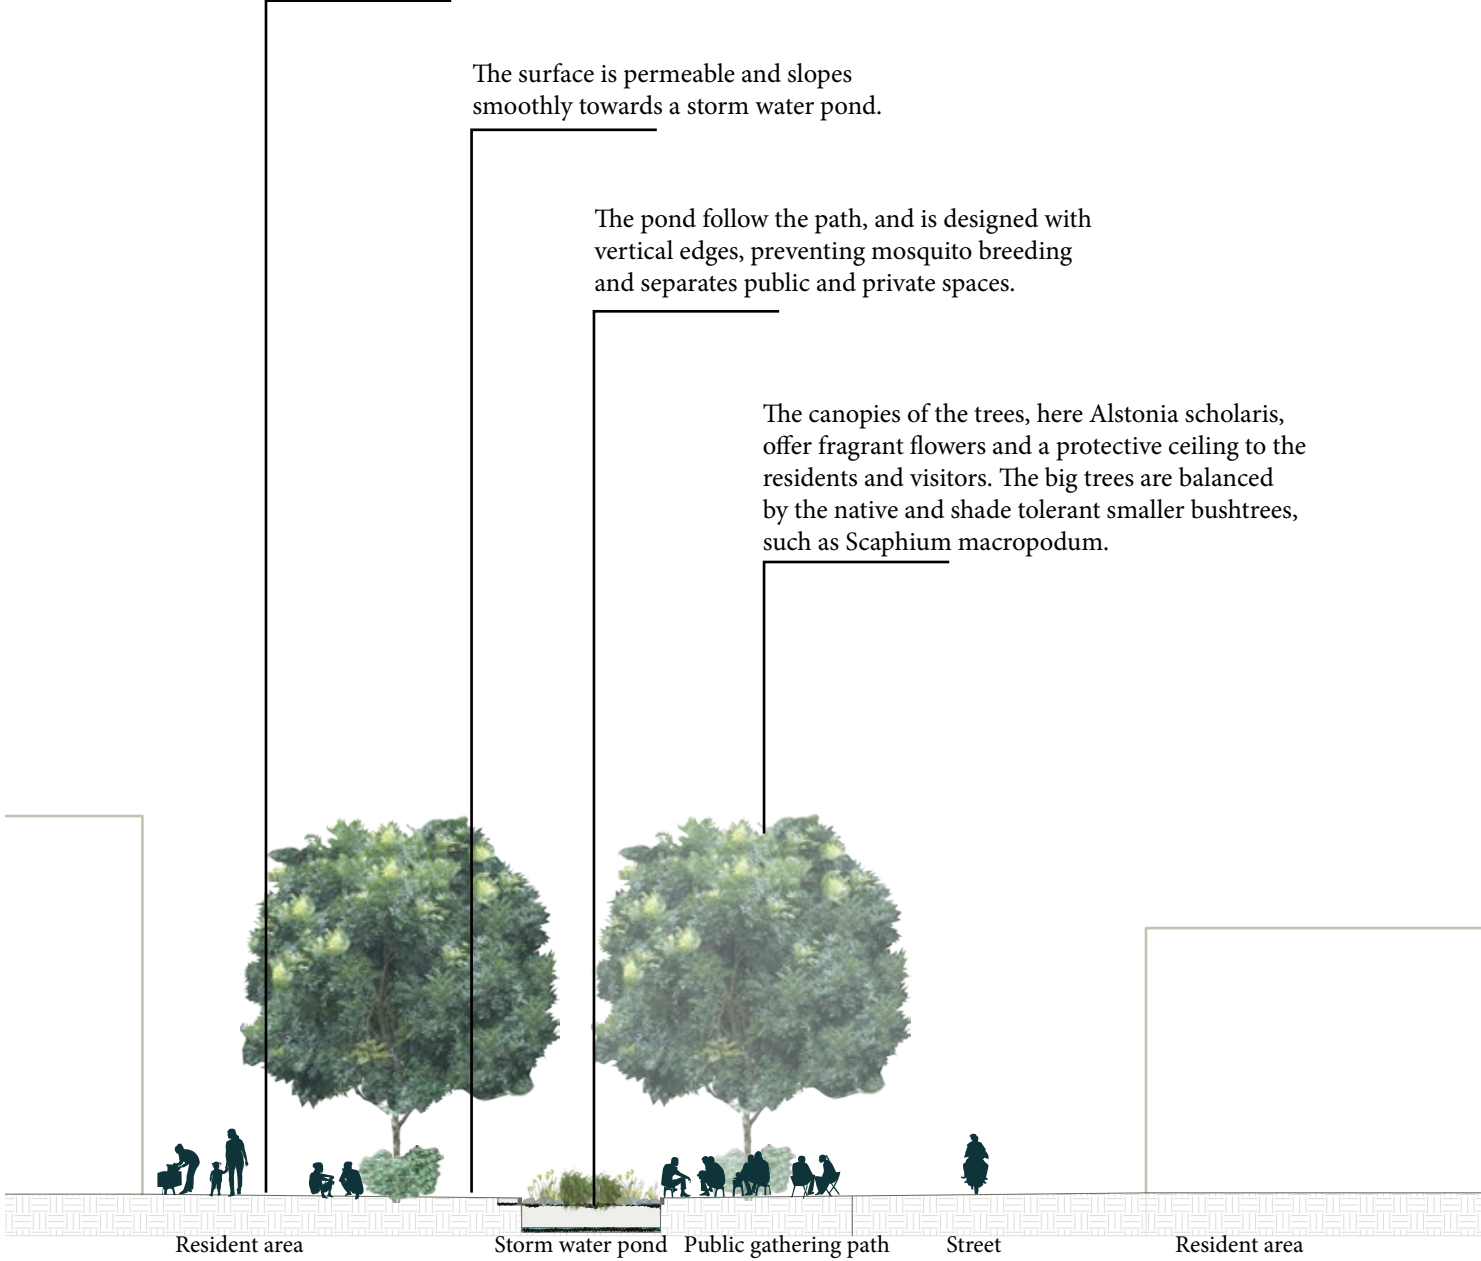 The surface is permeable and slopes
smoothly towards a storm water pond.
The pond follow the path, and is designed with
vertical edges, preventing mosquito breeding
and separates public and private spaces.
The canopies of the trees, here Alstonia scholaris,
offer fragrant flowers and a protective ceiling to the
residents and visitors. The big trees are balanced
by the native and shade tolerant smaller bushtrees,
such as Scaphium macropodum.
Resident area
Storm water pond
Public gathering path
Street
Resident area